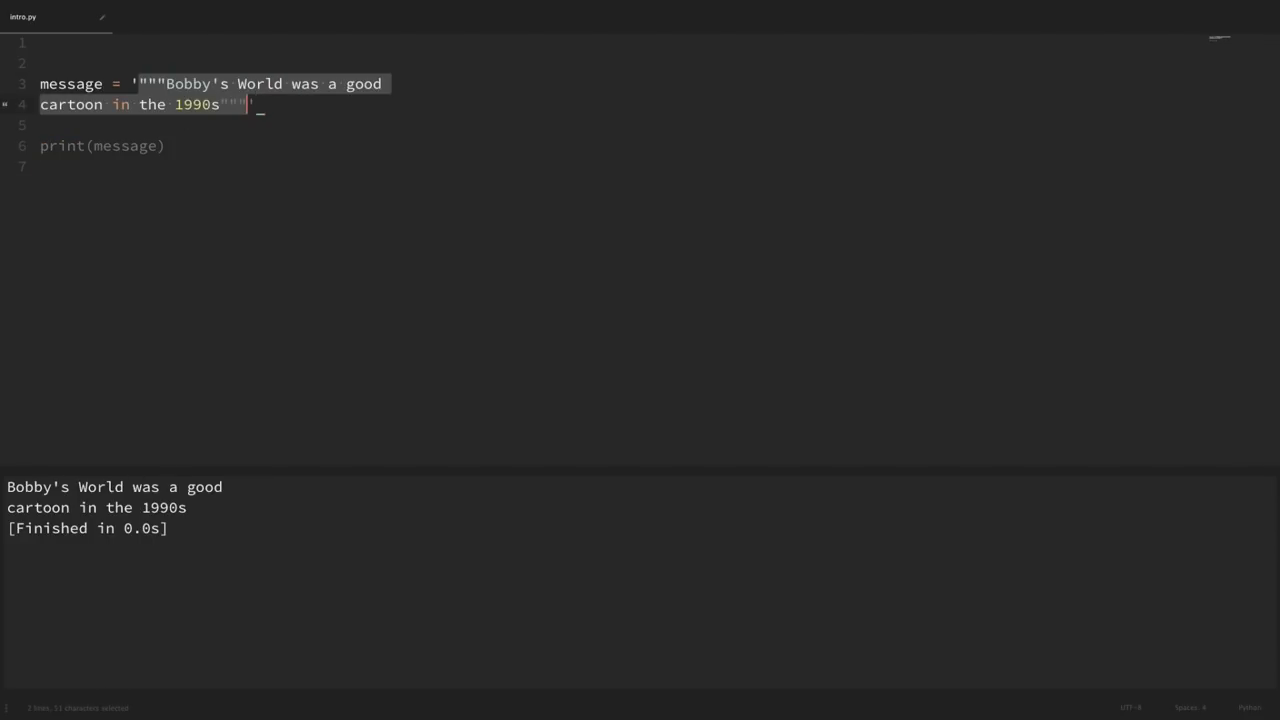 intro.py
1
2
3 message = '"""Bobby's World was a good
4 cartoon in the 1990s"""'
5
6 print(message)
7
Bobby's World was a good
cartoon in the 1990s
[Finished in 0.0s]
2 lines, 51 characters selected UTF-8 Spaces: 4 Python